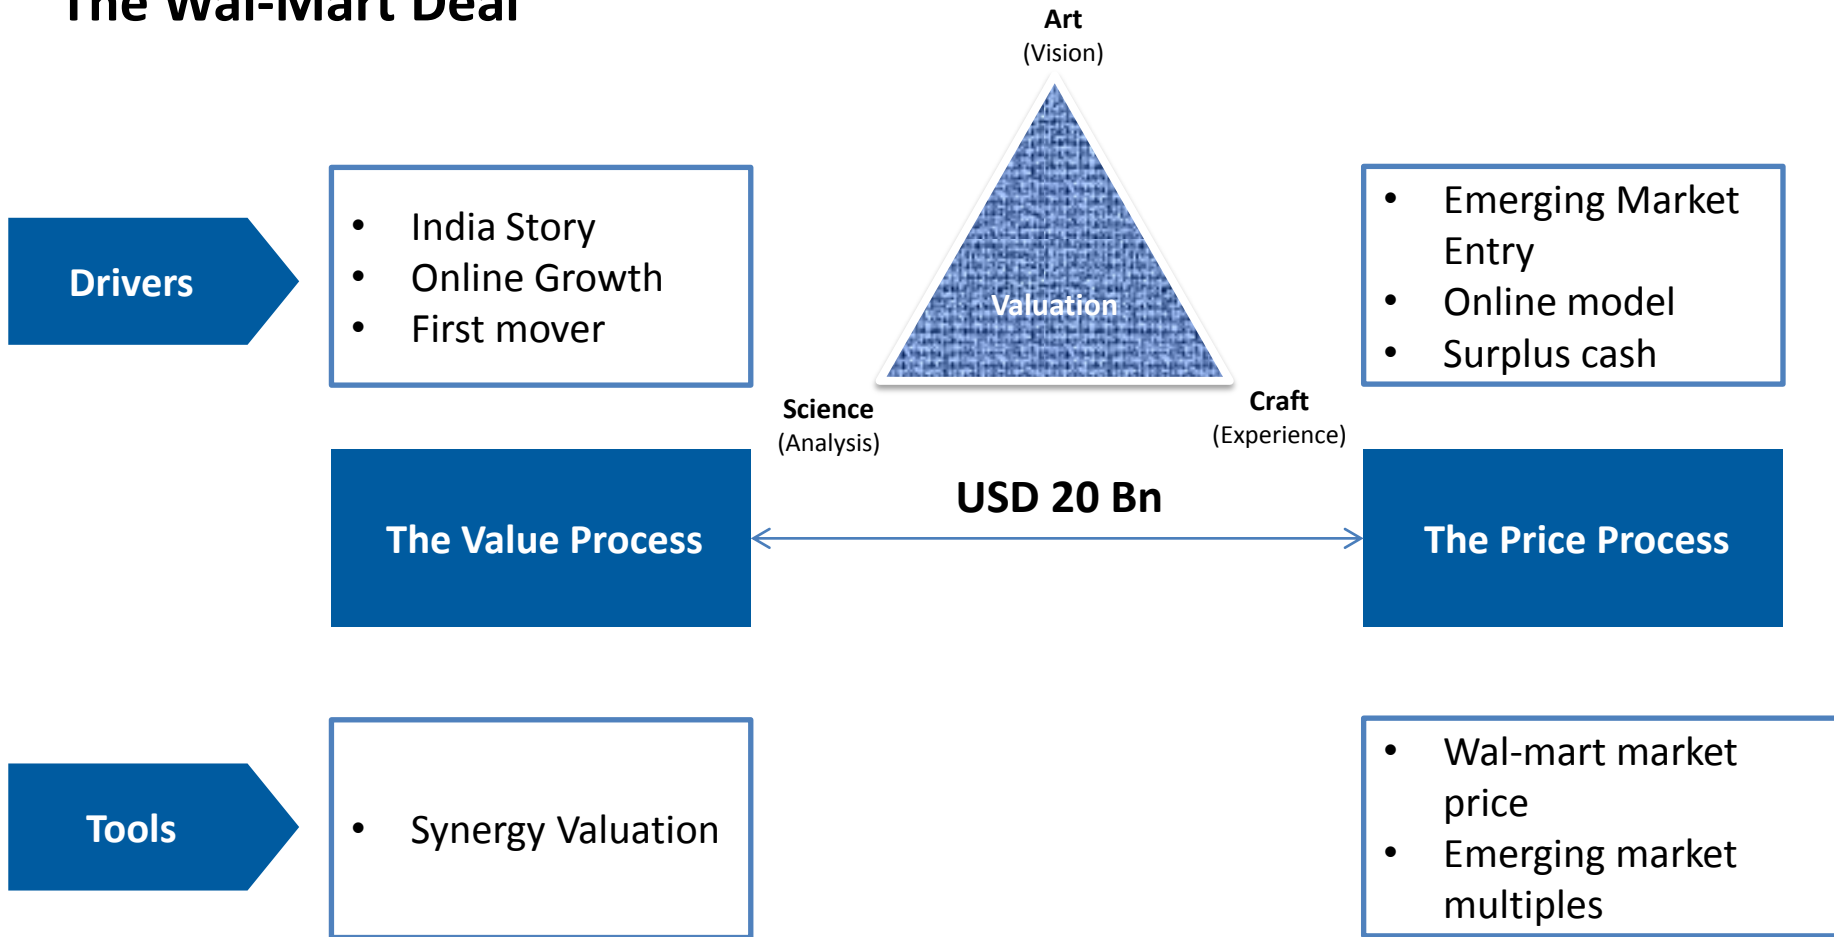 The Wal-Mart Deal
Art
(Vision)
Drivers
• India Story
• Online Growth
• First mover
Valuation
• Emerging Market
Entry
• Online model
• Surplus cash
Science
(Analysis)
Craft
(Experience)
The Value Process
USD 20 Bn
The Price Process
Tools
• Synergy Valuation
• Wal-mart market
price
• Emerging market
multiples